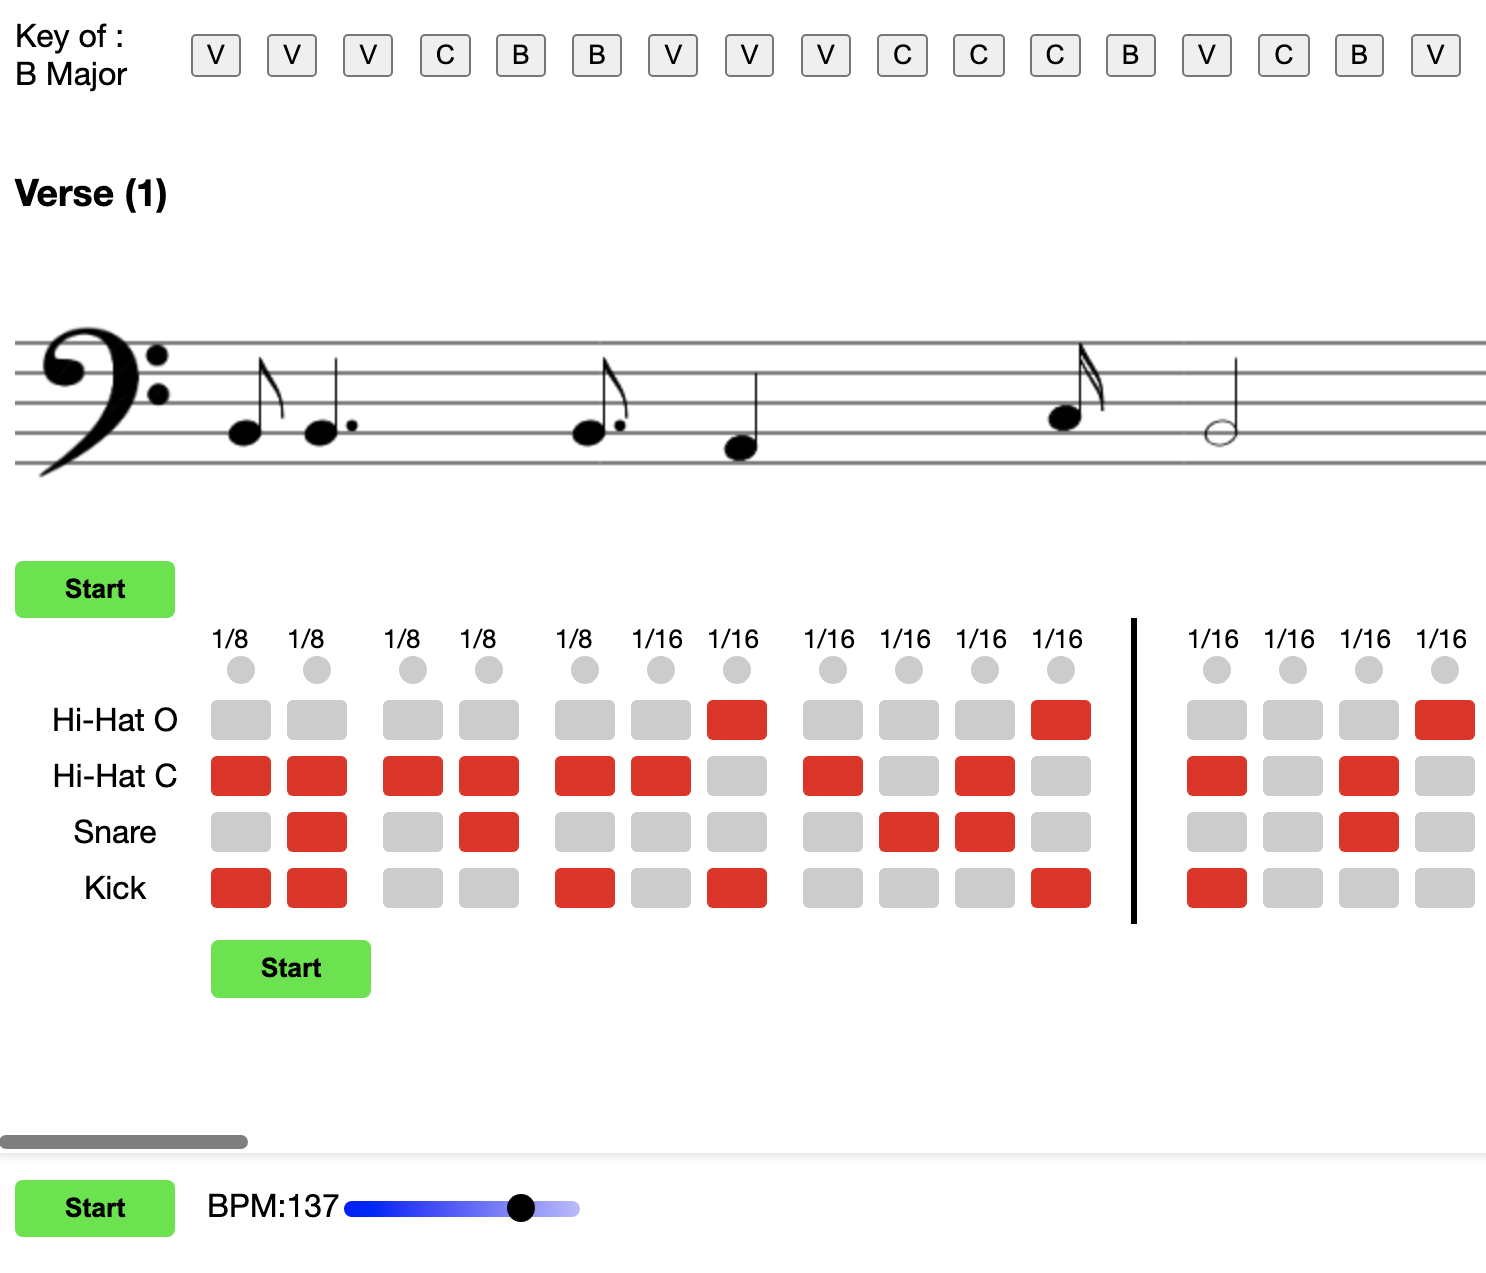 Key of :
B Major
V V V C B B V V V C C C B V C B V
Verse (1)
Start
1/8 1/8 1/8 1/8 1/8 1/16 1/16 1/16 1/16 1/16 1/16 1/16 1/16 1/16 1/16
Hi-Hat O
Hi-Hat C
Snare
Kick
Start
Start BPM:137